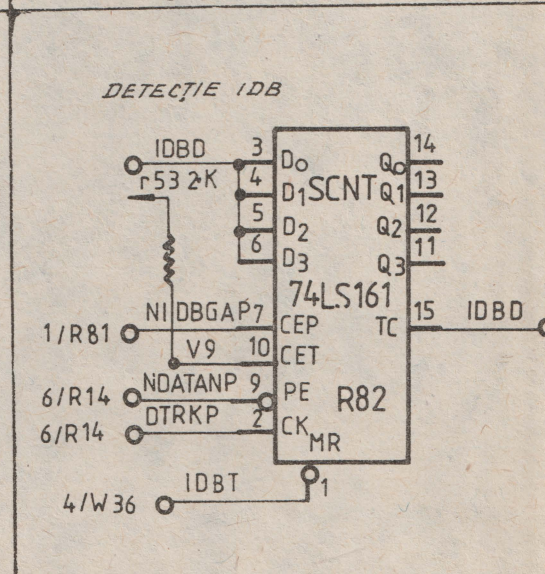 DETECȚIE IDB
IDBD 3 D0 Q0 14
r53 2K 4 D1 SCNT Q1 13
5 D2 Q2 12
6 D3 Q3 11
74LS161
1/R81 NIDBGAP 7 CEP TC 15 IDBD
V9 10 CET
6/R14 NDATANP 9 PE R82
6/R14 DTRKP 2 CK
MR
4/W36 IDBT 1